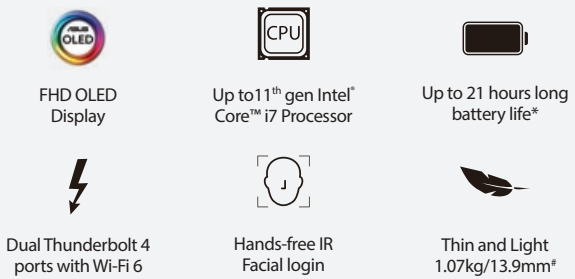 ASUS
OLED
FHD OLED
Display
CPU
Up to11th gen Intel®
Core™ i7 Processor
Up to 21 hours long
battery life*
Dual Thunderbolt 4
ports with Wi-Fi 6
Hands-free IR
Facial login
Thin and Light
1.07kg/13.9mm#